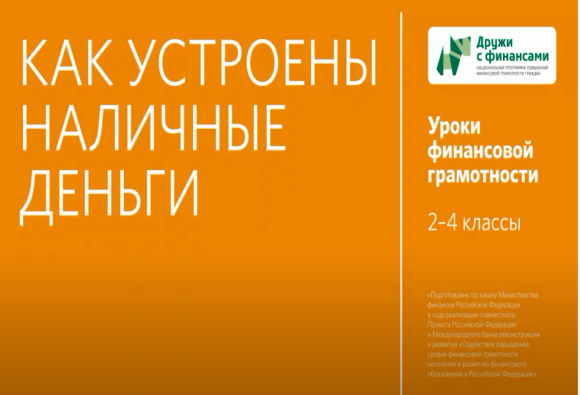 КАК УСТРОЕНЫ
НАЛИЧНЫЕ
ДЕНЬГИ
Дружи
с финансами
НАЦИОНАЛЬНАЯ ПРОГРАММА ПОВЫШЕНИЯ
ФИНАНСОВОЙ ГРАМОТНОСТИ ГРАЖДАН
Уроки
финансовой
грамотности
2–4 классы
«Подготовлено по заказу Министерства
финансов Российской Федерации
в ходе реализации совместного
Проекта Российской Федерации
и Международного банка реконструкции
и развития «Содействие повышению
уровня финансовой грамотности
населения и развитию финансового
образования в Российской Федерации»